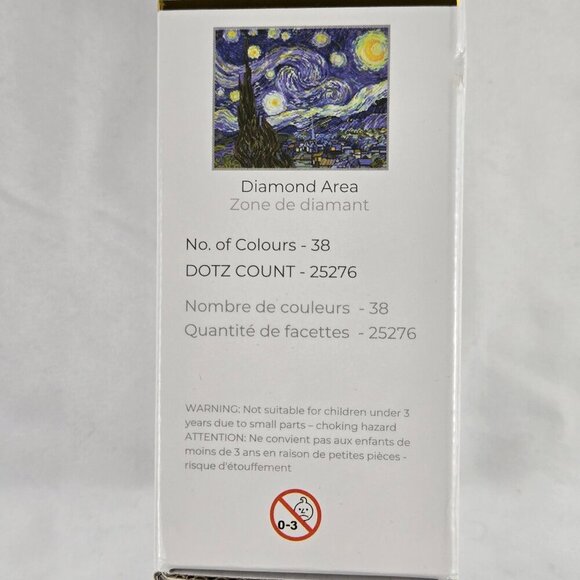 Diamond Area
Zone de diamant
No. of Colours - 38
DOTZ COUNT - 25276
Nombre de couleurs - 38
Quantité de facettes - 25276
WARNING: Not suitable for children under 3
years due to small parts – choking hazard
ATTENTION: Ne convient pas aux enfants de
moins de 3 ans en raison de petites pièces -
risque d'étouffement
0-3